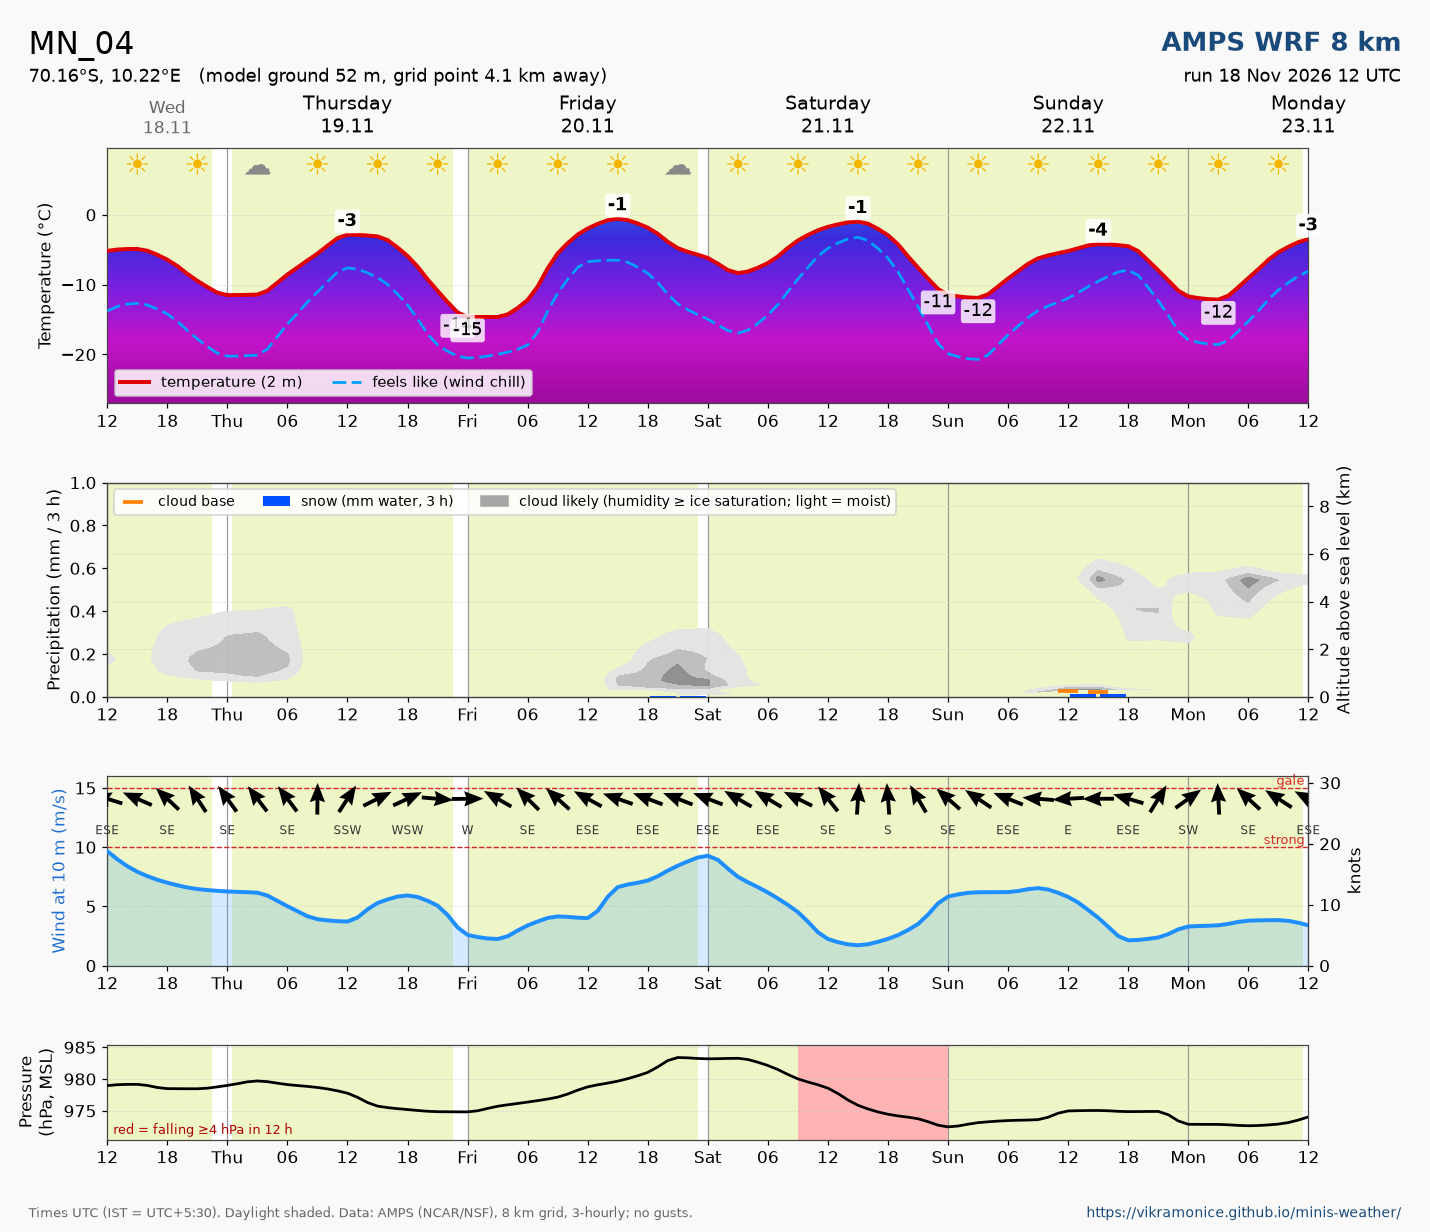 MN_04
AMPS WRF 8 km
70.16°S, 10.22°E (model ground 52 m, grid point 4.1 km away)
run 18 Nov 2026 12 UTC
Wed Thursday Friday Saturday Sunday Monday
18.11 19.11 20.11 21.11 22.11 23.11
Temperature (°C)
0
−10
−20
-3
-15
-1
-1
-11
-12
-4
-12
-3
temperature (2 m) feels like (wind chill)
12 18 Thu 06 12 18 Fri 06 12 18 Sat 06 12 18 Sun 06 12 18 Mon 06 12
Precipitation (mm / 3 h)
1.0
0.8
0.6
0.4
0.2
0.0
cloud base snow (mm water, 3 h) cloud likely (humidity ≥ ice saturation; light = moist)
8
6
4
2
0
Altitude above sea level (km)
12 18 Thu 06 12 18 Fri 06 12 18 Sat 06 12 18 Sun 06 12 18 Mon 06 12
Wind at 10 m (m/s)
15
10
5
0
gale
ESE SE SE SE SSW WSW W SE ESE ESE ESE ESE SE S SE ESE E ESE SW SE ESE
strong
30
20
10
0
knots
12 18 Thu 06 12 18 Fri 06 12 18 Sat 06 12 18 Sun 06 12 18 Mon 06 12
Pressure
(hPa, MSL)
985
980
975
red = falling ≥4 hPa in 12 h
12 18 Thu 06 12 18 Fri 06 12 18 Sat 06 12 18 Sun 06 12 18 Mon 06 12
Times UTC (IST = UTC+5:30). Daylight shaded. Data: AMPS (NCAR/NSF), 8 km grid, 3-hourly; no gusts.
https://vikramonice.github.io/minis-weather/